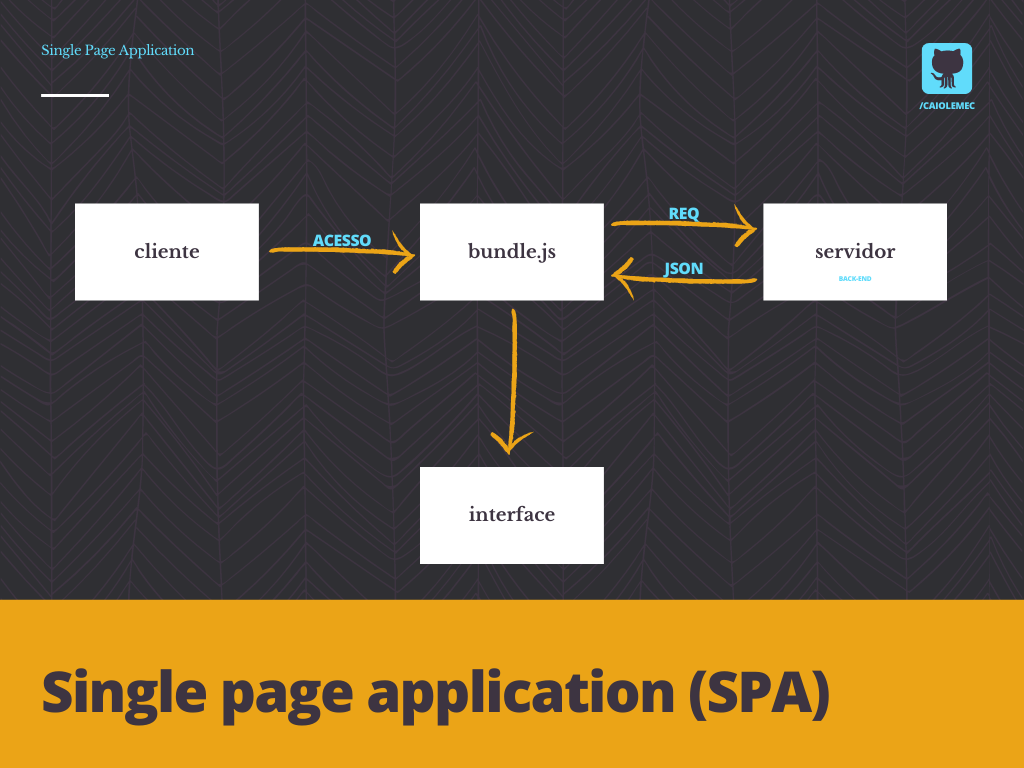 Single Page Application
/CAIOLEMEC
cliente
ACESSO
bundle.js
REQ
JSON
servidor
BACK-END
interface
Single page application (SPA)